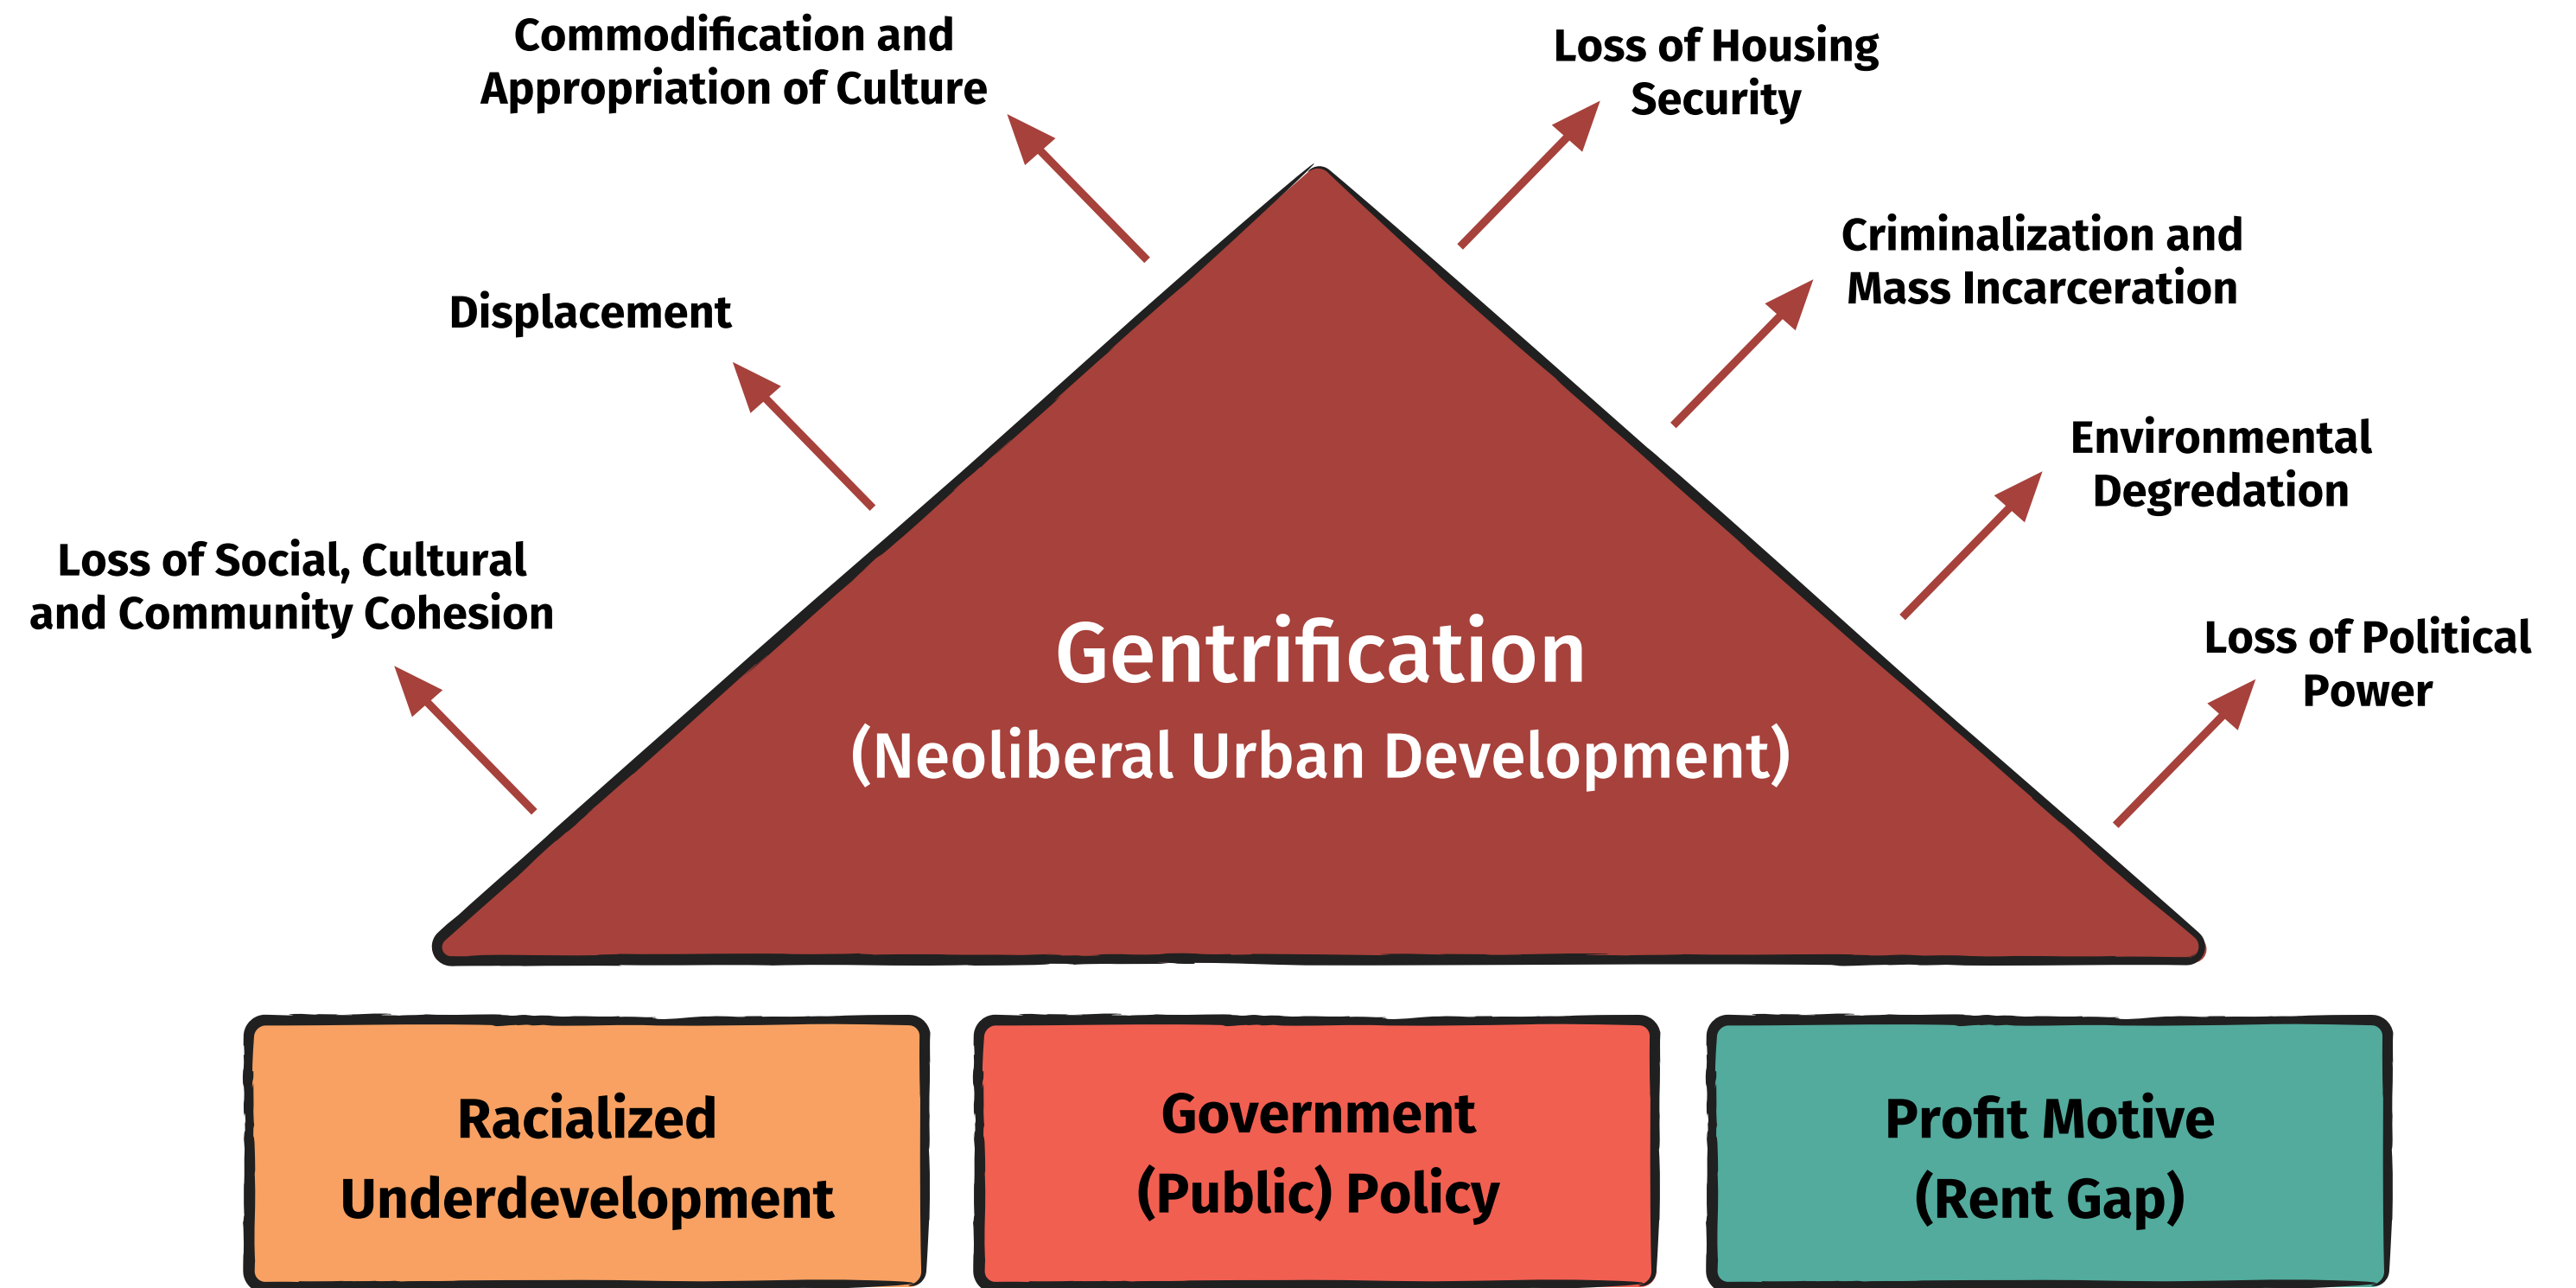 Commodification and
Appropriation of Culture
Loss of Housing
Security
Displacement
Criminalization and
Mass Incarceration
Loss of Social, Cultural
and Community Cohesion
Environmental
Degredation
Loss of Political
Power
Gentrification
(Neoliberal Urban Development)
Racialized
Underdevelopment
Government
(Public) Policy
Profit Motive
(Rent Gap)